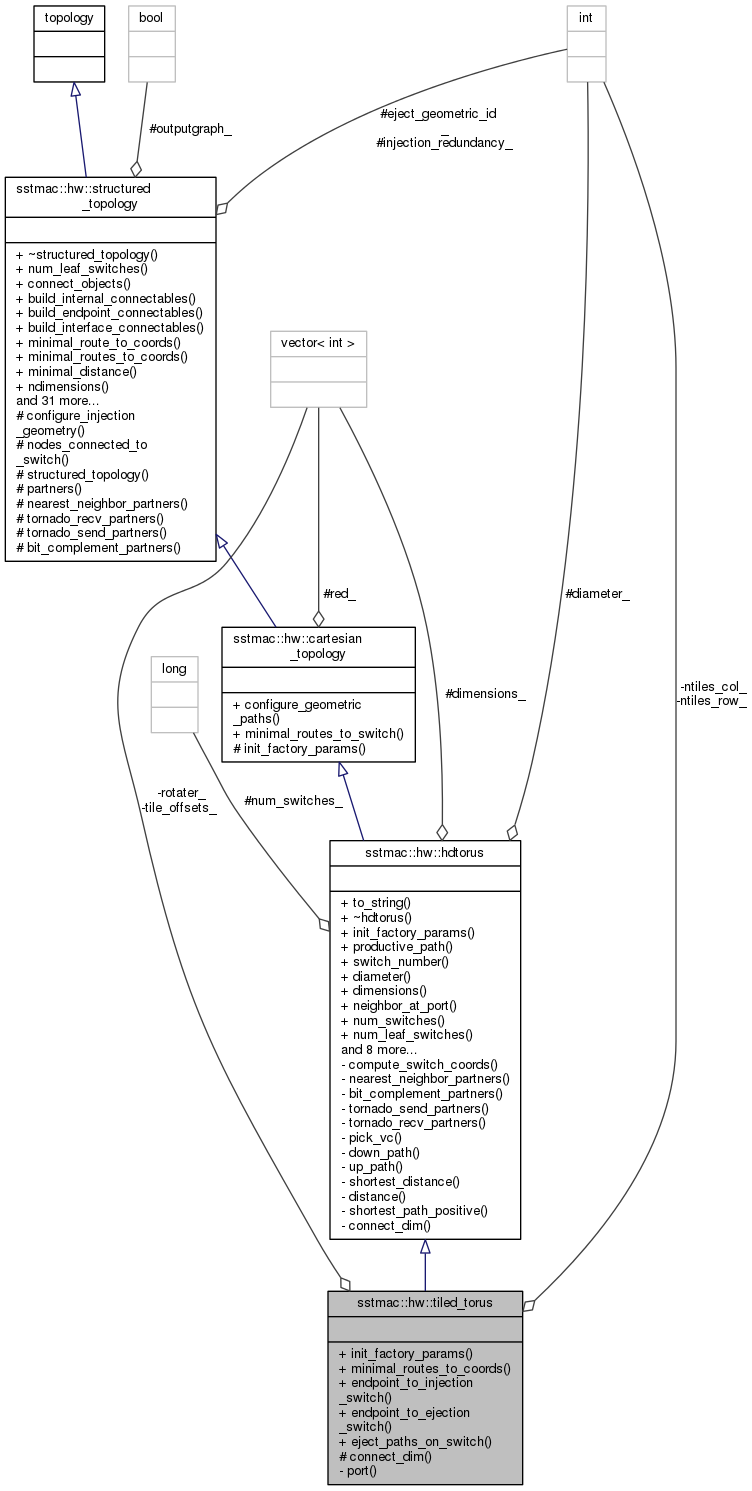 topology
bool
int
#outputgraph_
#eject_geometric_id
_
#injection_redundancy_
sstmac::hw::structured
_topology
+ ~structured_topology()
+ num_leaf_switches()
+ connect_objects()
+ build_internal_connectables()
+ build_endpoint_connectables()
+ build_interface_connectables()
+ minimal_route_to_coords()
+ minimal_routes_to_coords()
+ minimal_distance()
+ ndimensions()
and 31 more...
# configure_injection
_geometry()
# nodes_connected_to
_switch()
# structured_topology()
# partners()
# nearest_neighbor_partners()
# tornado_recv_partners()
# tornado_send_partners()
# bit_complement_partners()
vector< int >
#red_
#diameter_
sstmac::hw::cartesian
_topology
+ configure_geometric
_paths()
+ minimal_routes_to_switch()
# init_factory_params()
long
#dimensions_
-ntiles_col_
-ntiles_row_
-rotater_
-tile_offsets_
#num_switches_
sstmac::hw::hdtorus
+ to_string()
+ ~hdtorus()
+ init_factory_params()
+ productive_path()
+ switch_number()
+ diameter()
+ dimensions()
+ neighbor_at_port()
+ num_switches()
+ num_leaf_switches()
and 8 more...
- compute_switch_coords()
- nearest_neighbor_partners()
- bit_complement_partners()
- tornado_send_partners()
- tornado_recv_partners()
- pick_vc()
- down_path()
- up_path()
- shortest_distance()
- distance()
- shortest_path_positive()
- connect_dim()
sstmac::hw::tiled_torus
+ init_factory_params()
+ minimal_routes_to_coords()
+ endpoint_to_injection
_switch()
+ endpoint_to_ejection
_switch()
+ eject_paths_on_switch()
# connect_dim()
- port()